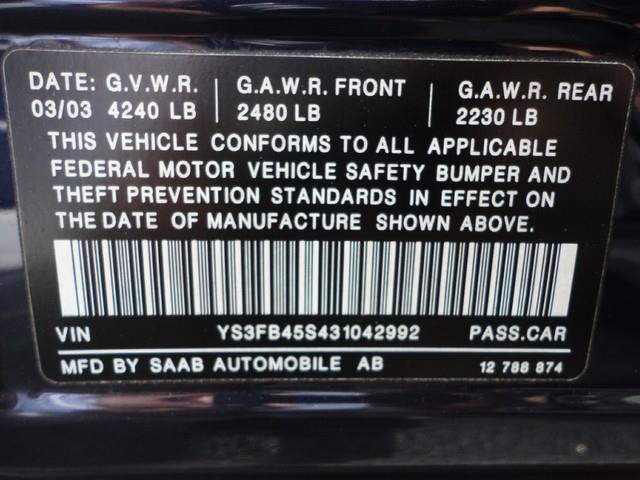 DATE: G.V.W.R. G.A.W.R. FRONT G.A.W.R. REAR
03/03 4240 LB 2480 LB 2230 LB
THIS VEHICLE CONFORMS TO ALL APPLICABLE
FEDERAL MOTOR VEHICLE SAFETY BUMPER AND
THEFT PREVENTION STANDARDS IN EFFECT ON
THE DATE OF MANUFACTURE SHOWN ABOVE.
VIN YS3FB45S431042992 PASS.CAR
MFD BY SAAB AUTOMOBILE AB 12 788 874